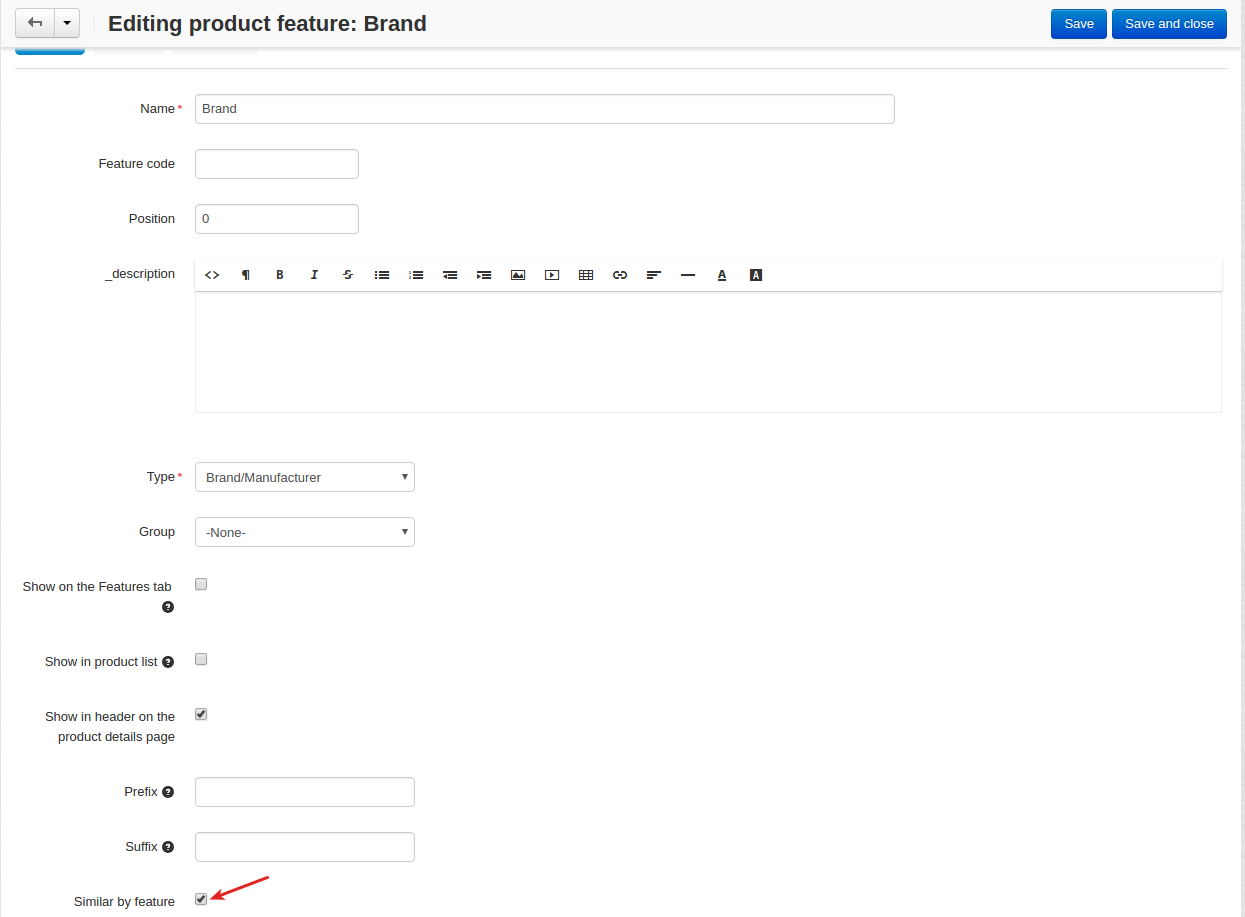 Editing product feature: Brand
Save
Save and close
Name*
Brand
Feature code
Position
0
_description
Type*
Brand/Manufacturer
Group
-None-
Show on the Features tab
Show in product list
Show in header on the
product details page
Prefix
Suffix
Similar by feature